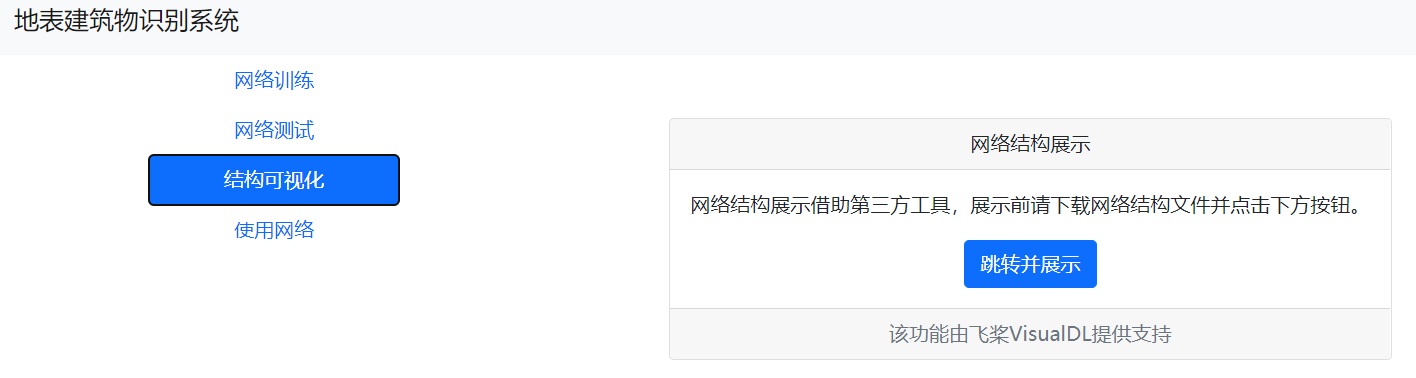 地表建筑物识别系统
网络训练
网络测试
结构可视化
使用网络
网络结构展示
网络结构展示借助第三方工具，展示前请下载网络结构文件并点击下方按钮。
跳转并展示
该功能由飞桨VisualDL提供支持